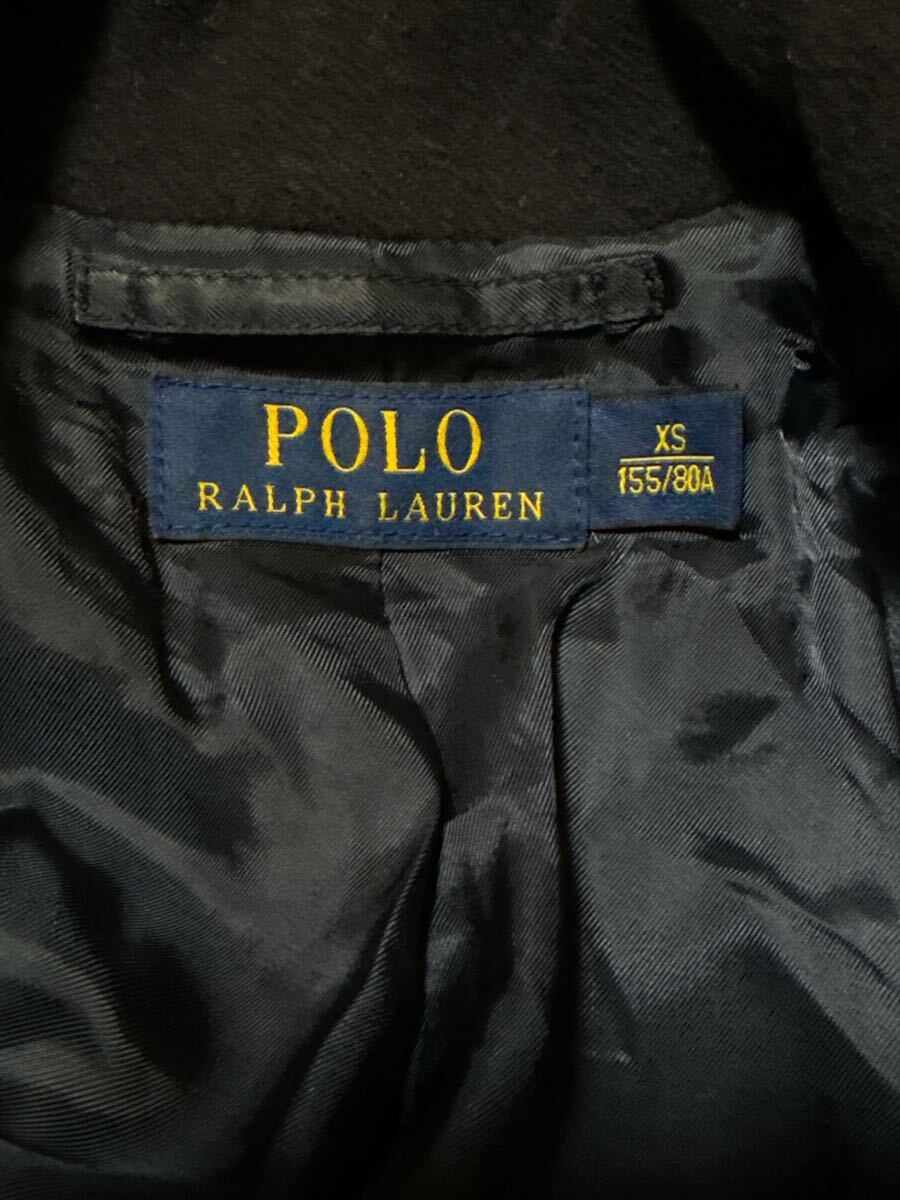 POLO
RALPH LAUREN
XS
155/80A